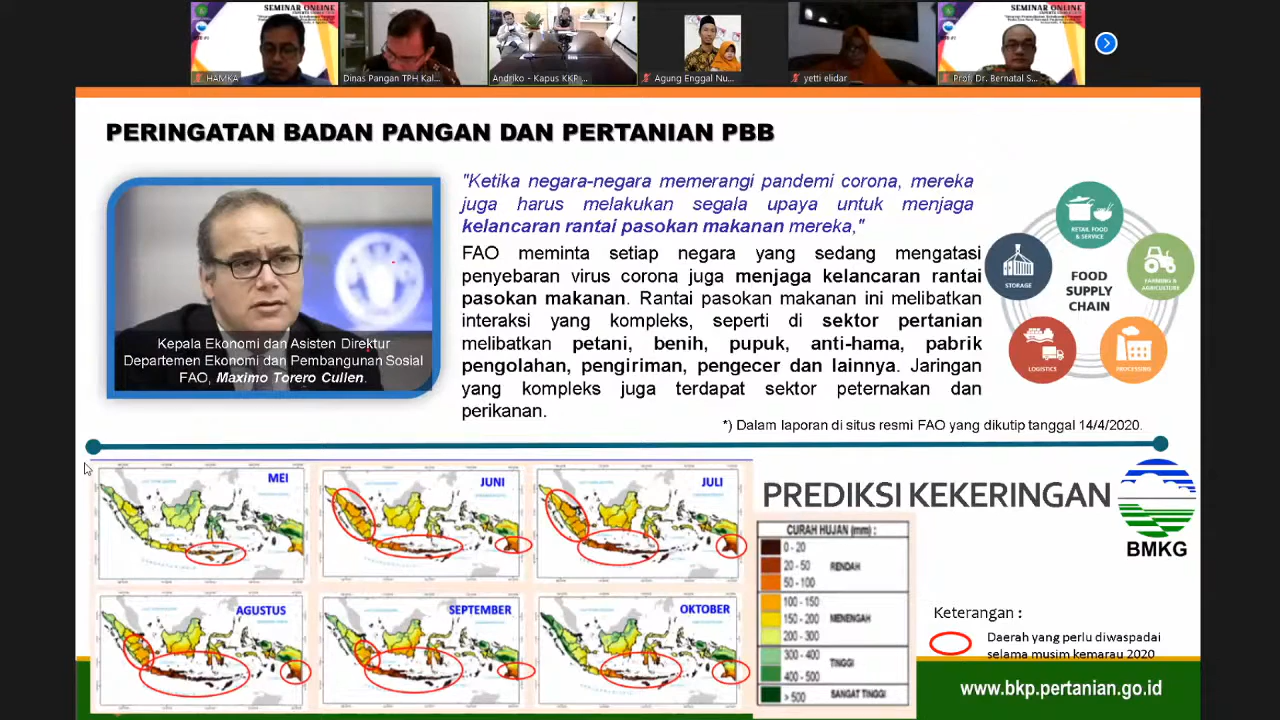 SEMINAR ONLINE
SEMINAR ONLINE
HAMKA
Dinas Pangan TPH Kal...
Andriko - Kapus KKP ...
Agung Enggal Nu...
yetti elidar
Prof. Dr. Bernatal S...
PERINGATAN BADAN PANGAN DAN PERTANIAN PBB
"Ketika negara-negara memerangi pandemi corona, mereka
juga harus melakukan segala upaya untuk menjaga
kelancaran rantai pasokan makanan mereka,"
FAO meminta setiap negara yang sedang mengatasi
penyebaran virus corona juga menjaga kelancaran rantai
pasokan makanan. Rantai pasokan makanan ini melibatkan
interaksi yang kompleks, seperti di sektor pertanian
melibatkan petani, benih, pupuk, anti-hama, pabrik
pengolahan, pengiriman, pengecer dan lainnya. Jaringan
yang kompleks juga terdapat sektor peternakan dan
perikanan.
Kepala Ekonomi dan Asisten Direktur
Departemen Ekonomi dan Pembangunan Sosial
FAO, Maximo Torero Cullen.
RETAIL FOOD
& SERVICE
STORAGE
FARMING &
AGRICULTURE
FOOD
SUPPLY
CHAIN
LOGISTICS
PROCESSING
*) Dalam laporan di situs resmi FAO yang dikutip tanggal 14/4/2020.
MEI
JUNI
JULI
AGUSTUS
SEPTEMBER
OKTOBER
PREDIKSI KEKERINGAN
BMKG
CURAH HUJAN (mm) :
0 - 20
20 - 50
RENDAH
50 - 100
100 - 150
150 - 200
MENENGAH
200 - 300
300 - 400
TINGGI
400 - 500
> 500
SANGAT TINGGI
Keterangan :
Daerah yang perlu diwaspadai
selama musim kemarau 2020
www.bkp.pertanian.go.id